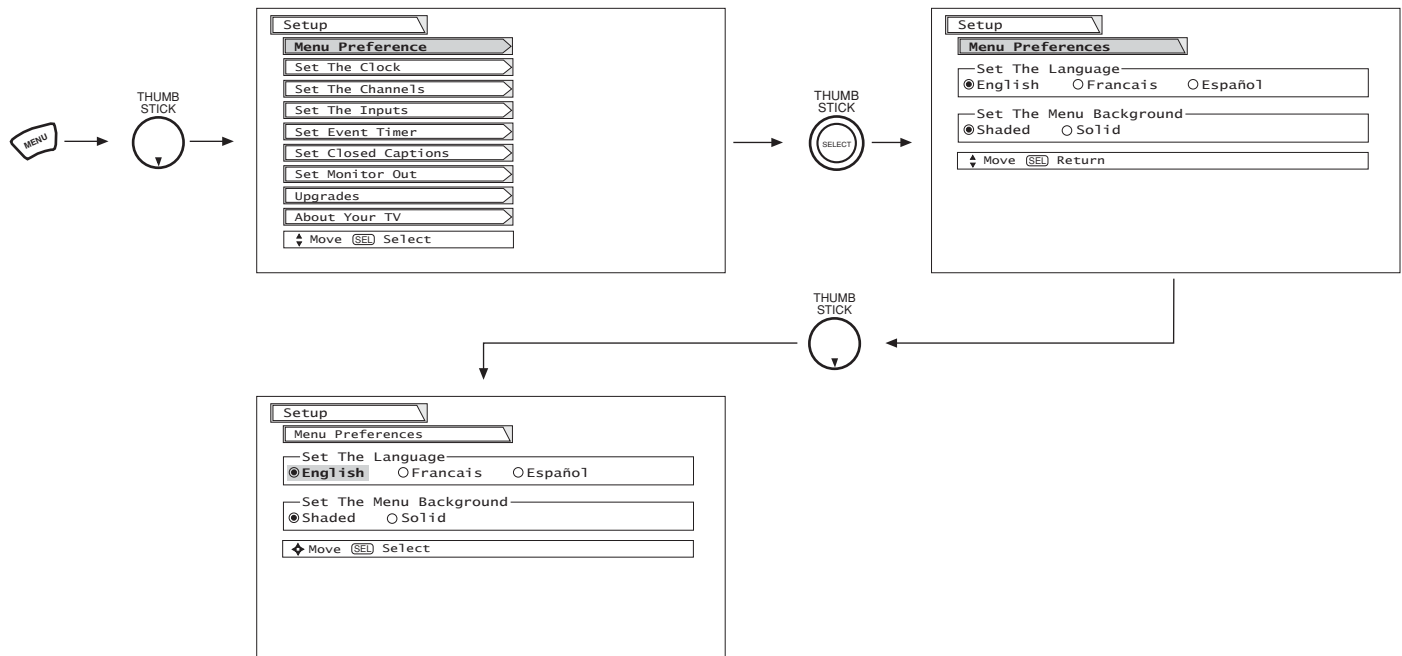 MENU
THUMB
STICK
Setup
Menu Preference
Set The Clock
Set The Channels
Set The Inputs
Set Event Timer
Set Closed Captions
Set Monitor Out
Upgrades
About Your TV
Move SEL Select
THUMB
STICK
SELECT
Setup
Menu Preferences
Set The Language
English Francais Español
Set The Menu Background
Shaded Solid
Move SEL Return
THUMB
STICK
Setup
Menu Preferences
Set The Language
English Francais Español
Set The Menu Background
Shaded Solid
Move SEL Select